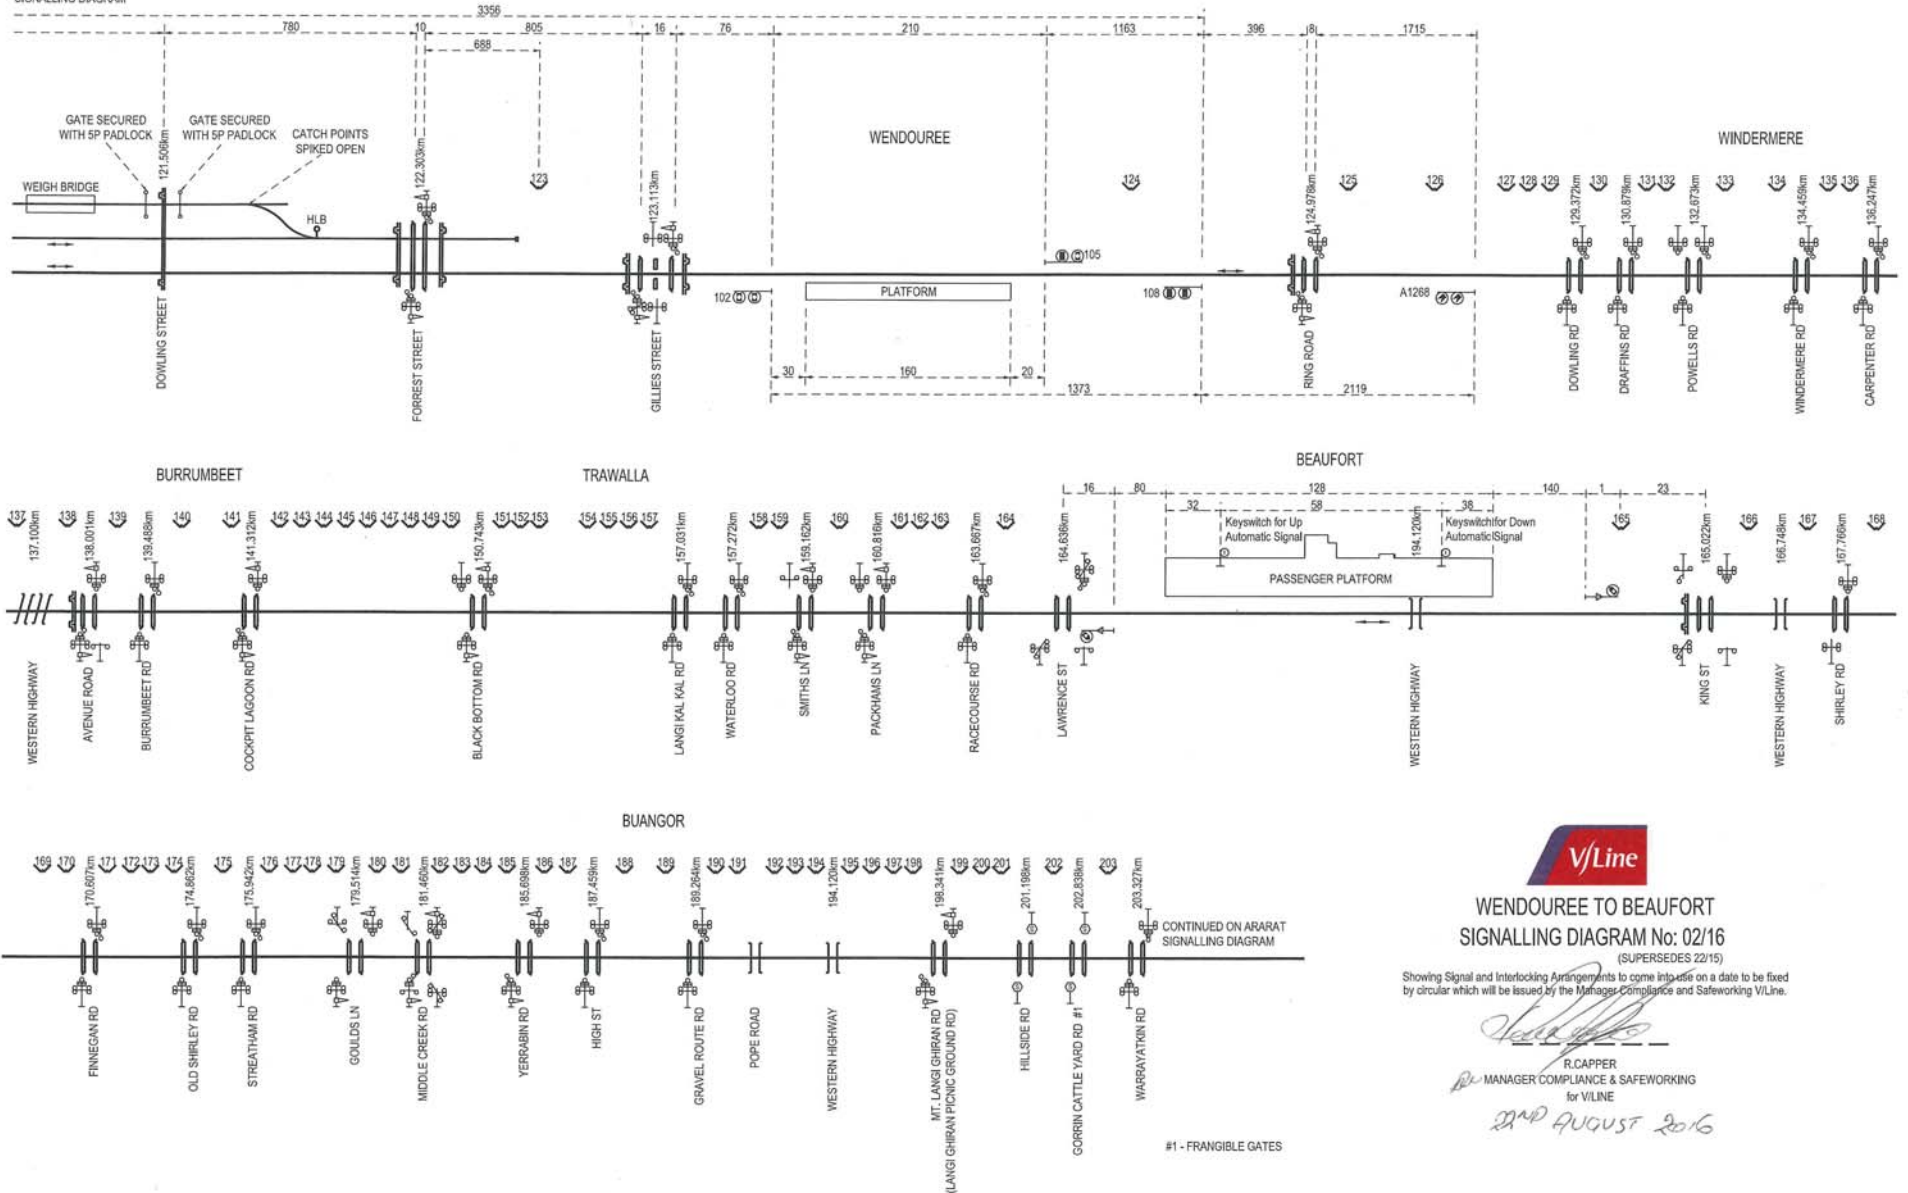 3356
780
10
805
16
76
210
1163
396
8
1715
688
GATE SECURED
WITH 5P PADLOCK
121.506km
GATE SECURED
WITH 5P PADLOCK
CATCH POINTS
SPIKED OPEN
122.303km
123
123.113km
WENDOUREE
124
124.978km
125
126
WINDERMERE
127
128
129
129.372km
130
130.879km
131
132
132.673km
133
134
134.459km
135
136
136.247km
WEIGH BRIDGE
HLB
105
102
PLATFORM
108
A1268
DOWLING STREET
FORREST STREET
GILLIES STREET
RING ROAD
DOWLING RD
DRAFFINS RD
POWELLS RD
WINDERMERE RD
CARPENTER RD
30
160
20
1373
2119
BURRUMBEET
TRAWALLA
BEAUFORT
16
80
128
140
1
23
32
58
38
137
137.100km
138
138.001km
139
139.488km
140
141
141.312km
142
143
144
145
146
147
148
149
150
150.743km
151
152
153
154
155
156
157
157.031km
157.272km
158
159
159.162km
160
160.816km
161
162
163
163.667km
164
164.636km
Keyswitch for Up
Automatic Signal
194.120km
Keyswitch for Down
Automatic Signal
165
165.022km
166
166.748km
167
167.766km
168
PASSENGER PLATFORM
WESTERN HIGHWAY
AVENUE ROAD
BURRUMBEET RD
COCKPIT LAGOON RD
BLACK BOTTOM RD
LANGI KAL KAL RD
WATERLOO RD
SMITHS LN
PACKHAMS LN
RACECOURSE RD
LAWRENCE ST
WESTERN HIGHWAY
KING ST
WESTERN HIGHWAY
SHIRLEY RD
BUANGOR
169
170
170.607km
171
172
173
174
174.862km
175
175.942km
176
177
178
179
179.514km
180
181
181.460km
182
183
184
185
185.698km
186
187
187.459km
188
189
189.264km
190
191
192
193
194
194.120km
195
196
197
198
198.341km
199
200
201
201.198km
202
202.838km
203
203.327km
CONTINUED ON ARARAT
SIGNALLING DIAGRAM
FINNEGAN RD
OLD SHIRLEY RD
STREATHAM RD
GOULDS LN
MIDDLE CREEK RD
YERRABIN RD
HIGH ST
GRAVEL ROUTE RD
POPE ROAD
WESTERN HIGHWAY
MT. LANGI GHIRAN RD
(LANGI GHIRAN PICNIC GROUND RD)
HILLSIDE RD
GORRIN CATTLE YARD RD #1
WARRAYATKIN RD
#1 - FRANGIBLE GATES
V/Line
WENDOUREE TO BEAUFORT
SIGNALLING DIAGRAM No: 02/16
(SUPERSEDES 22/15)
Showing Signal and Interlocking Arrangements to come into use on a date to be fixed
by circular which will be issued by the Manager Compliance and Safeworking V/Line.
R.CAPPER
MANAGER COMPLIANCE & SAFEWORKING
for V/LINE
22ND AUGUST 2016